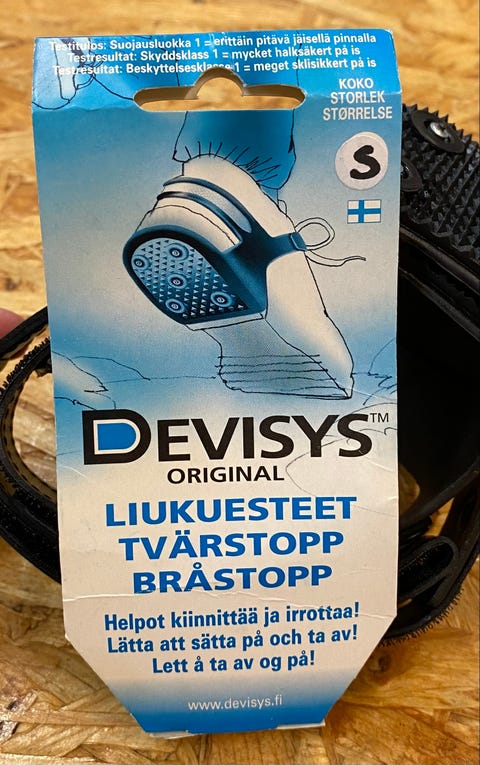 Testitulos: Suojausluokka 1 = erittäin pitävä jäisellä pinnalla
Testresultat: Skyddsklass 1 = mycket halksäkert på is
Testresultat: Beskyttelsesklasse 1 = meget sklisikkert på is
KOKO
STORLEK
STØRRELSE
S
DEVISYS™
ORIGINAL
LIUKUESTEET
TVÄRSTOPP
BRÅSTOPP
Helpot kiinnittää ja irrottaa!
Lätta att sätta på och ta av!
Lett å ta av og på!
www.devisys.fi